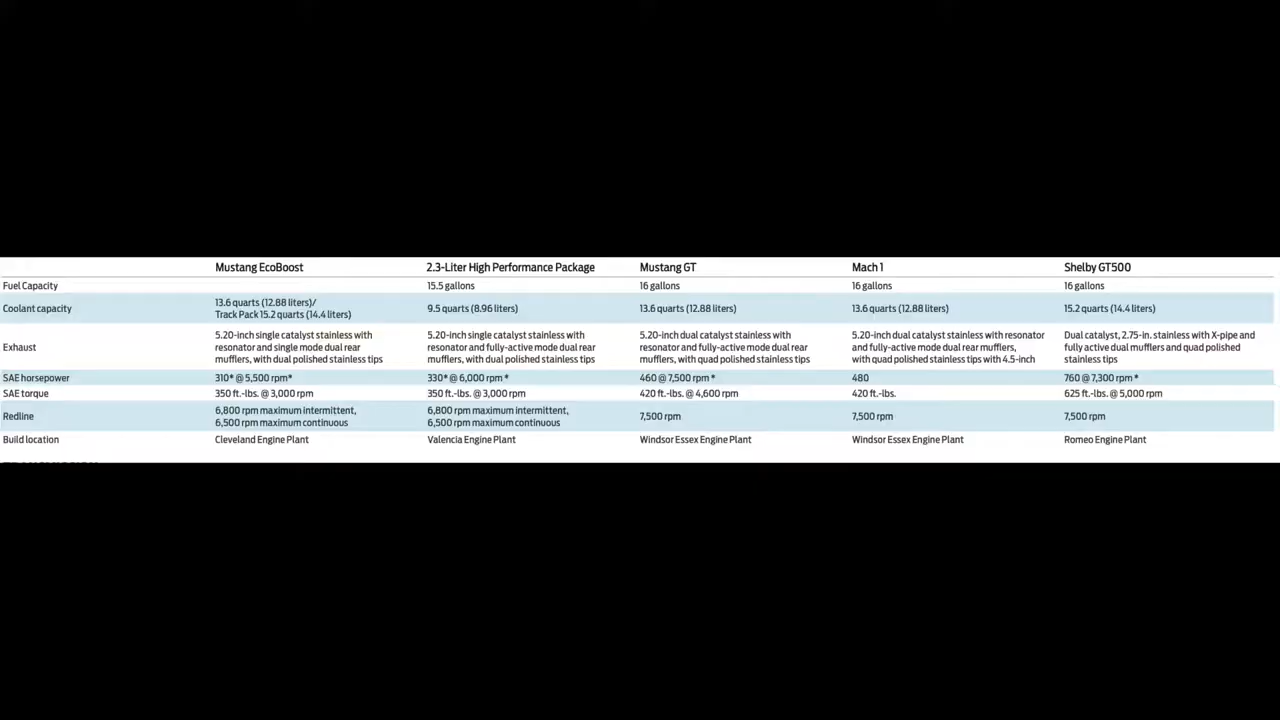 Mustang EcoBoost 2.3-Liter High Performance Package Mustang GT Mach 1 Shelby GT500
Fuel Capacity 15.5 gallons 16 gallons 16 gallons 16 gallons
Coolant capacity 13.6 quarts (12.88 liters)/
Track Pack 15.2 quarts (14.4 liters) 9.5 quarts (8.96 liters) 13.6 quarts (12.88 liters) 13.6 quarts (12.88 liters) 15.2 quarts (14.4 liters)
Exhaust
5.20-inch single catalyst stainless with
resonator and single mode dual rear
mufflers, with dual polished stainless tips
5.20-inch single catalyst stainless with
resonator and fully-active mode dual rear
mufflers, with dual polished stainless tips
5.20-inch dual catalyst stainless with
resonator and fully-active mode dual rear
mufflers, with quad polished stainless tips
5.20-inch dual catalyst stainless with resonator
and fully-active mode dual rear mufflers,
with quad polished stainless tips with 4.5-inch
Dual catalyst, 2.75-in. stainless with X-pipe and
fully active dual mufflers and quad polished
stainless tips
SAE horsepower 310* @ 5,500 rpm* 330* @ 6,000 rpm * 460 @ 7,500 rpm * 480 760 @ 7,300 rpm *
SAE torque 350 ft.-lbs. @ 3,000 rpm 350 ft.-lbs. @ 3,000 rpm 420 ft.-lbs. @ 4,600 rpm 420 ft.-lbs. 625 ft.-lbs. @ 5,000 rpm
Redline
6,800 rpm maximum intermittent,
6,500 rpm maximum continuous
6,800 rpm maximum intermittent,
6,500 rpm maximum continuous
7,500 rpm 7,500 rpm 7,500 rpm
Build location Cleveland Engine Plant Valencia Engine Plant Windsor Essex Engine Plant Windsor Essex Engine Plant Romeo Engine Plant